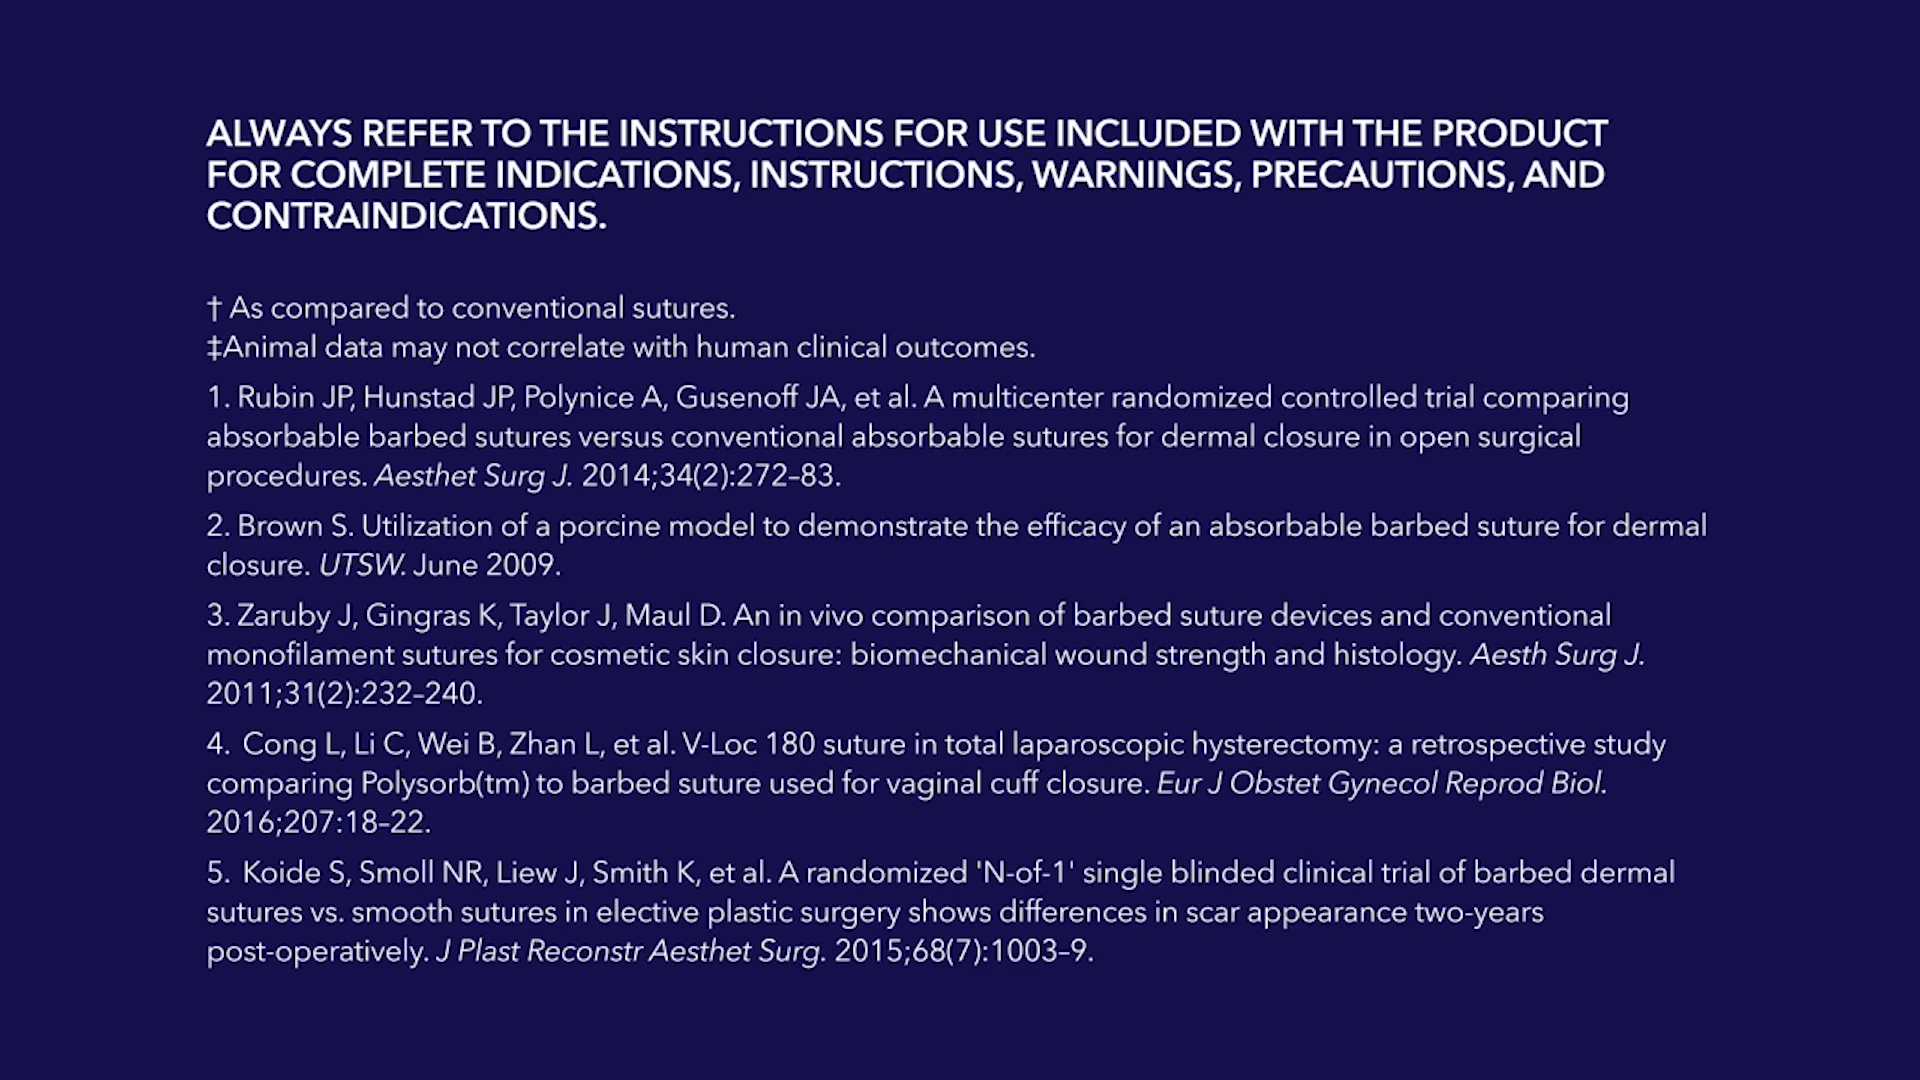 ALWAYS REFER TO THE INSTRUCTIONS FOR USE INCLUDED WITH THE PRODUCT
FOR COMPLETE INDICATIONS, INSTRUCTIONS, WARNINGS, PRECAUTIONS, AND
CONTRAINDICATIONS.
† As compared to conventional sutures.
‡Animal data may not correlate with human clinical outcomes.
1. Rubin JP, Hunstad JP, Polynice A, Gusenoff JA, et al. A multicenter randomized controlled trial comparing
absorbable barbed sutures versus conventional absorbable sutures for dermal closure in open surgical
procedures. Aesthet Surg J. 2014;34(2):272–83.
2. Brown S. Utilization of a porcine model to demonstrate the efficacy of an absorbable barbed suture for dermal
closure. UTSW. June 2009.
3. Zaruby J, Gingras K, Taylor J, Maul D. An in vivo comparison of barbed suture devices and conventional
monofilament sutures for cosmetic skin closure: biomechanical wound strength and histology. Aesth Surg J.
2011;31(2):232–240.
4. Cong L, Li C, Wei B, Zhan L, et al. V-Loc 180 suture in total laparoscopic hysterectomy: a retrospective study
comparing Polysorb(tm) to barbed suture used for vaginal cuff closure. Eur J Obstet Gynecol Reprod Biol.
2016;207:18–22.
5. Koide S, Smoll NR, Liew J, Smith K, et al. A randomized 'N-of-1' single blinded clinical trial of barbed dermal
sutures vs. smooth sutures in elective plastic surgery shows differences in scar appearance two-years
post-operatively. J Plast Reconstr Aesthet Surg. 2015;68(7):1003–9.